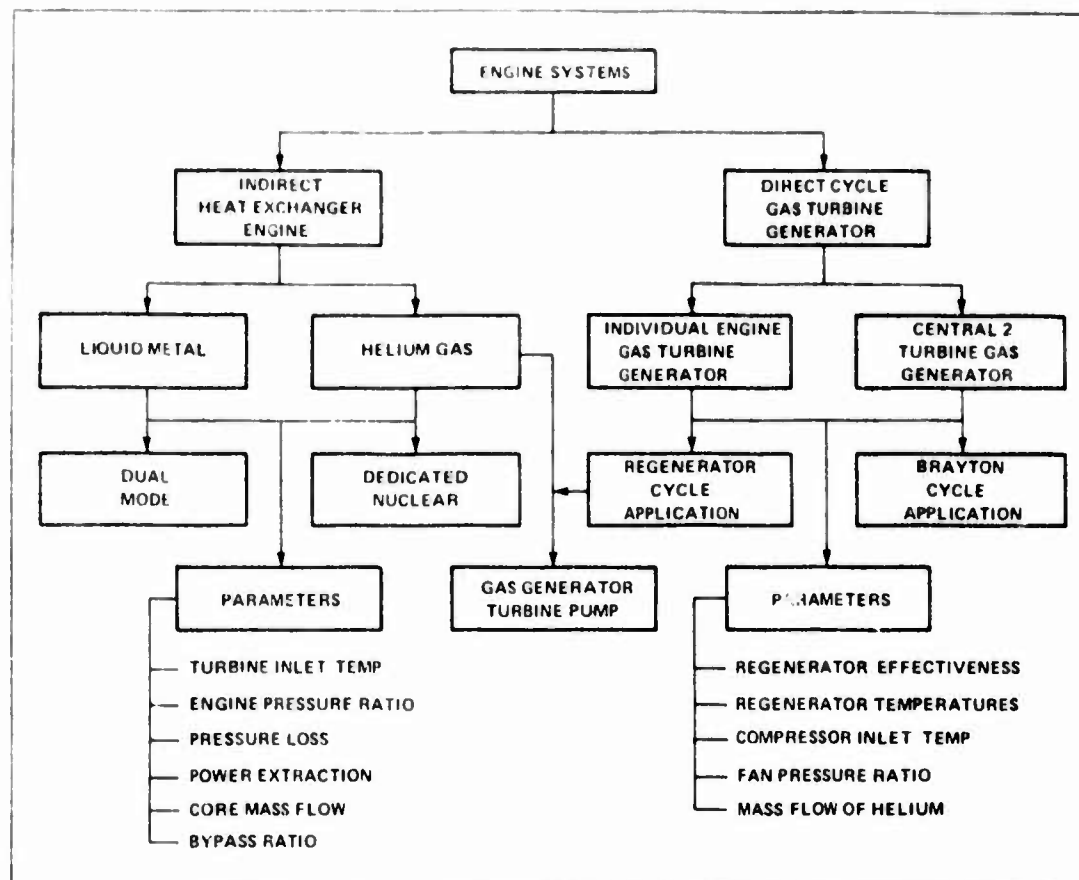 ENGINE SYSTEMS
INDIRECT
HEAT EXCHANGER
ENGINE
DIRECT CYCLE
GAS TURBINE
GENERATOR
LIQUID METAL
HELIUM GAS
INDIVIDUAL ENGINE
GAS TURBINE
GENERATOR
CENTRAL 2
TURBINE GAS
GENERATOR
DUAL
MODE
DEDICATED
NUCLEAR
REGENERATOR
CYCLE
APPLICATION
BRAYTON
CYCLE
APPLICATION
PARAMETERS
GAS GENERATOR
TURBINE PUMP
PARAMETERS
TURBINE INLET TEMP
ENGINE PRESSURE RATIO
PRESSURE LOSS
POWER EXTRACTION
CORE MASS FLOW
BYPASS RATIO
REGENERATOR EFFECTIVENESS
REGENERATOR TEMPERATURES
COMPRESSOR INLET TEMP
FAN PRESSURE RATIO
MASS FLOW OF HELIUM